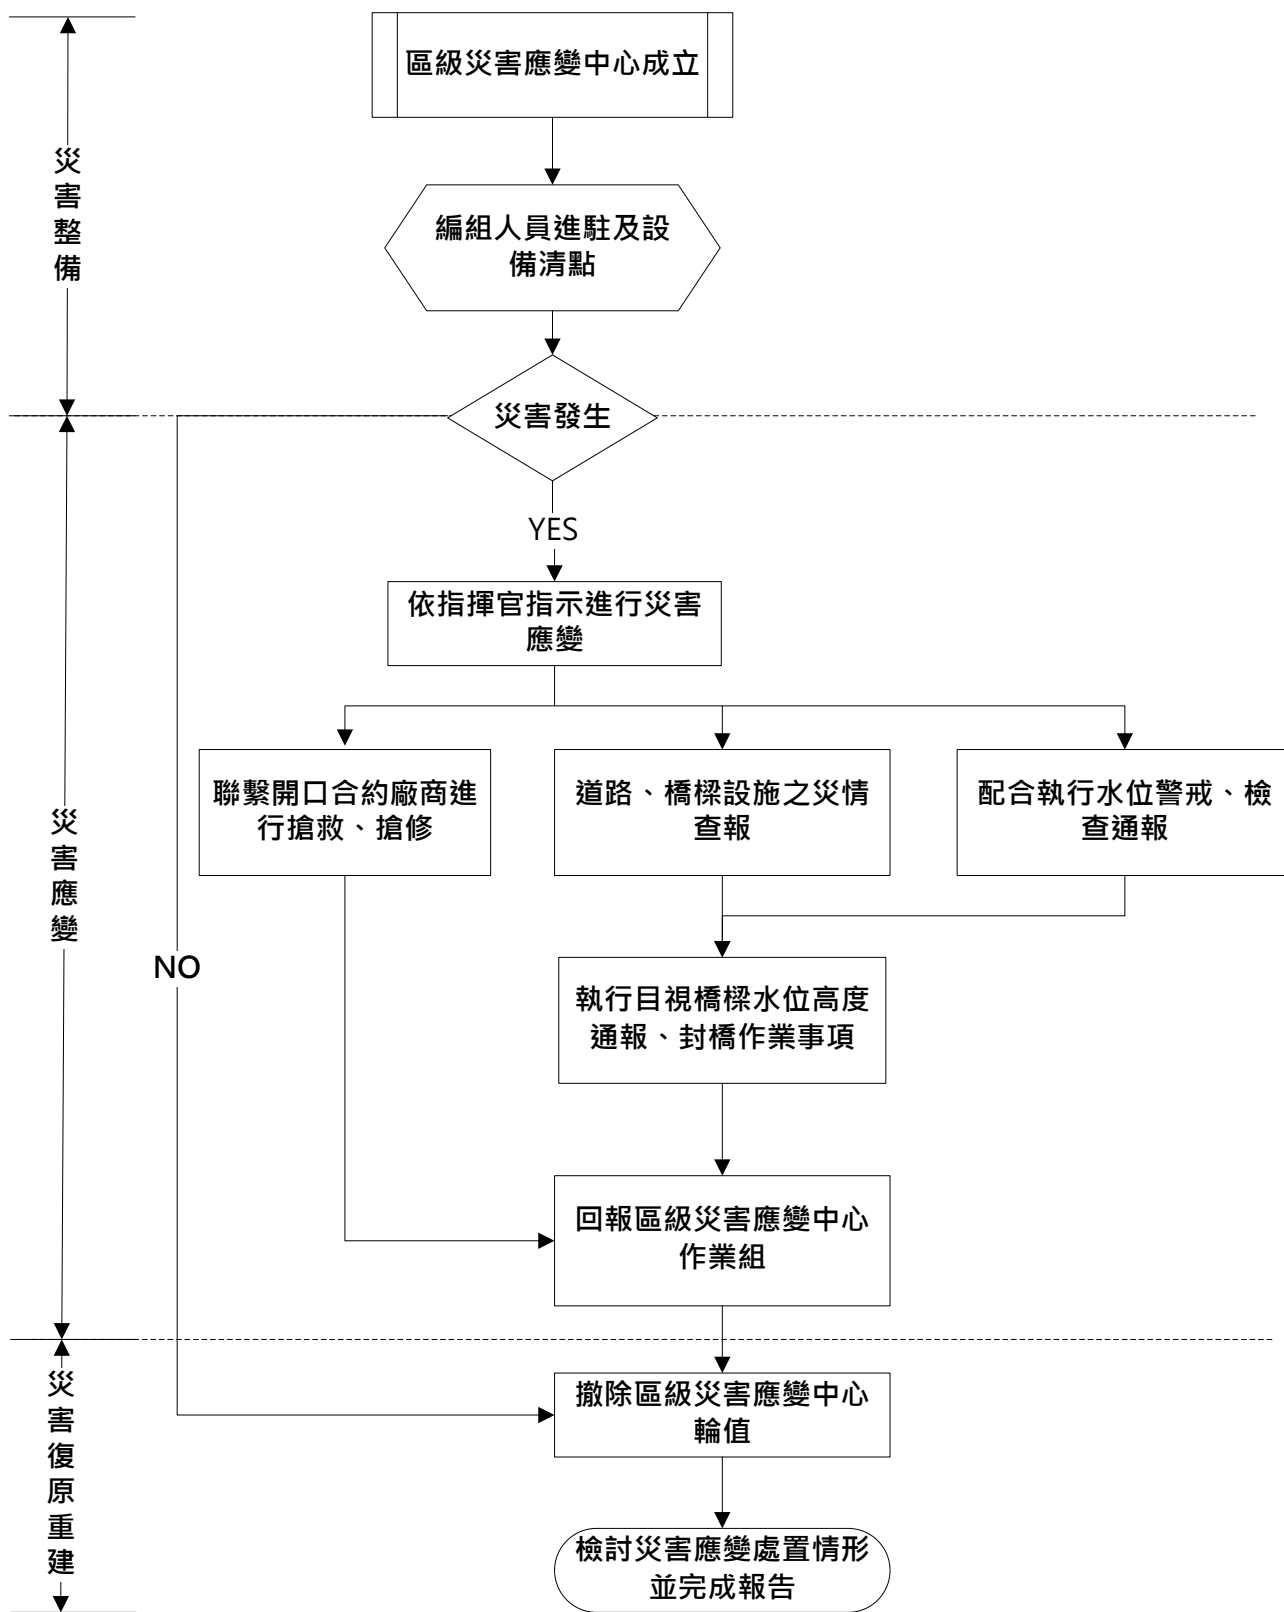 區級災害應變中心成立
災害整備
編組人員進駐及設
備清點
災害發生
YES
依指揮官指示進行災害
應變
聯繫開口合約廠商進
行搶救、搶修
道路、橋樑設施之災情
查報
配合執行水位警戒、檢
查通報
災害應變
NO
執行目視橋樑水位高度
通報、封橋作業事項
回報區級災害應變中心
作業組
撤除區級災害應變中心
輪值
災害復原重建
檢討災害應變處置情形
並完成報告